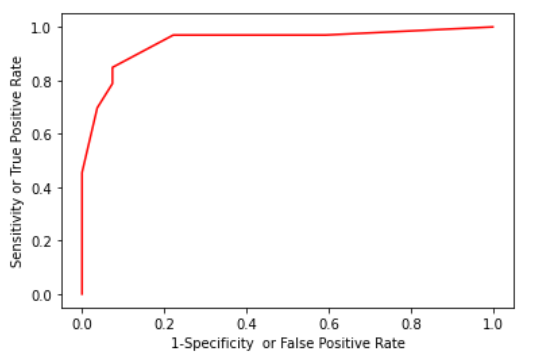 1.0
0.8
0.6
0.4
0.2
0.0
Sensitivity or True Positive Rate
0.0 0.2 0.4 0.6 0.8 1.0
1-Specificity  or False Positive Rate